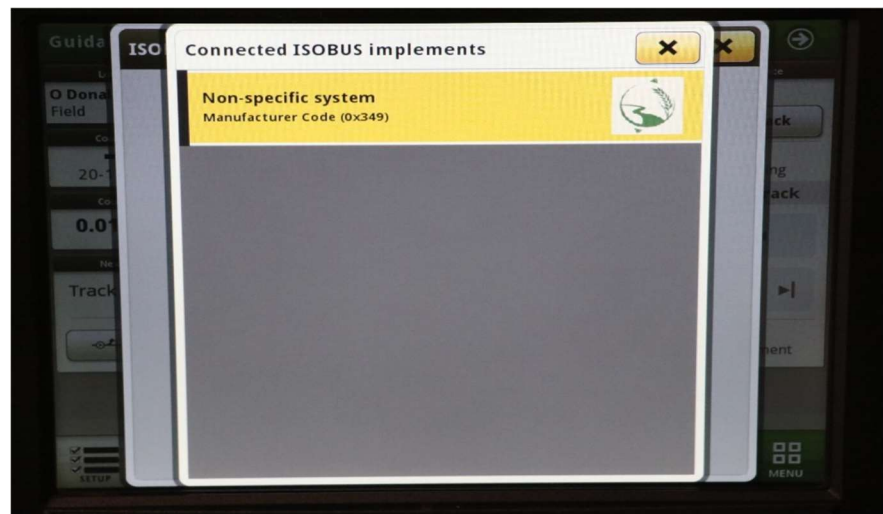 Guida
ISO
Connected ISOBUS implements
Non-specific system
Manufacturer Code (0x349)
O Dona
Field
20-1
0.01
Track
SETUP
ck
ng
ack
ment
MENU